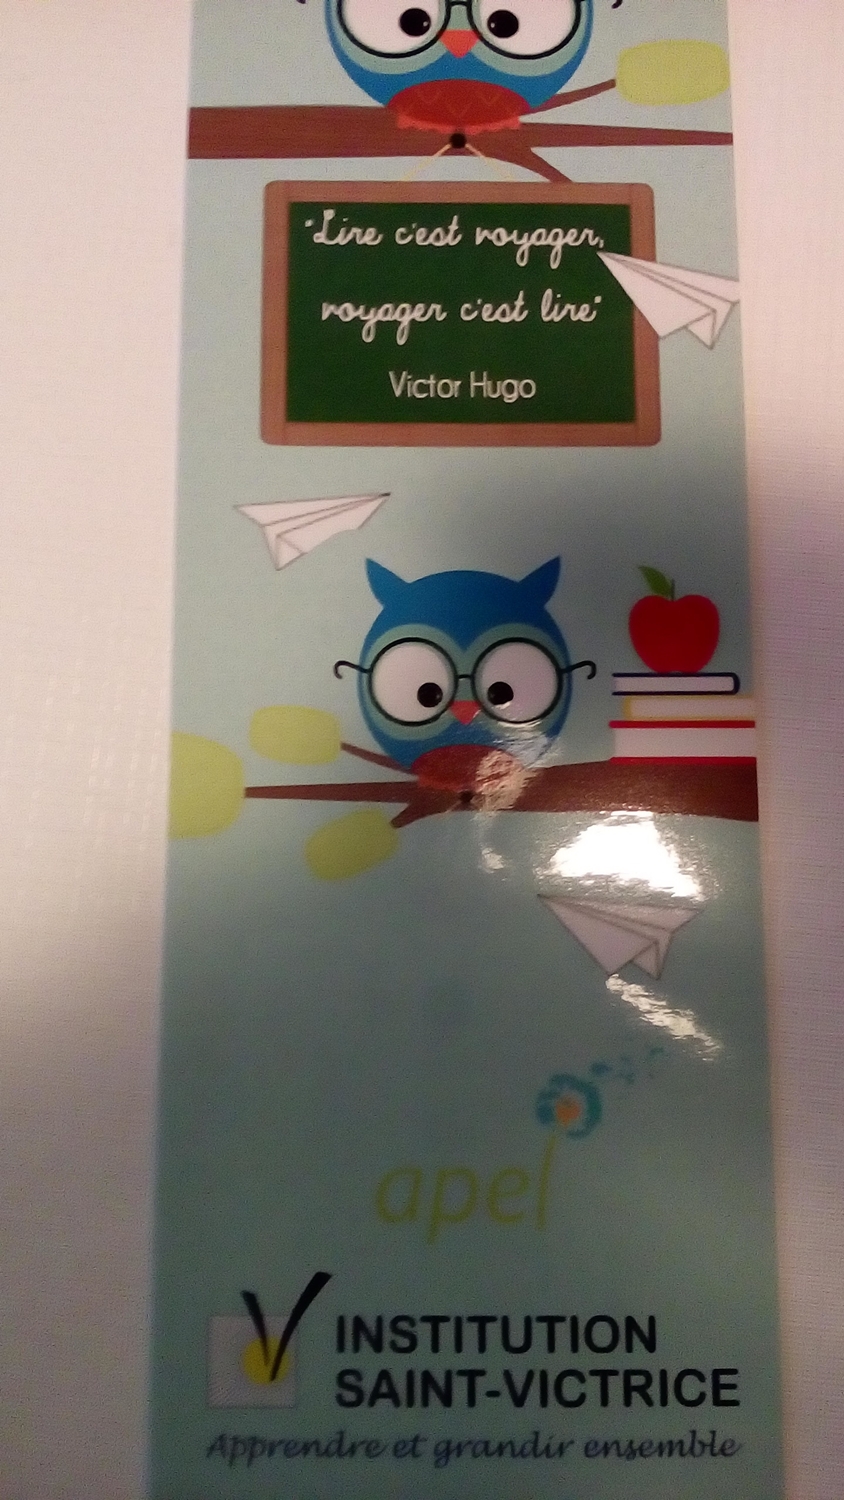 "Lire c'est voyager,
voyager c'est lire"
Victor Hugo
apel
INSTITUTION
SAINT-VICTRICE
Apprendre et grandir ensemble